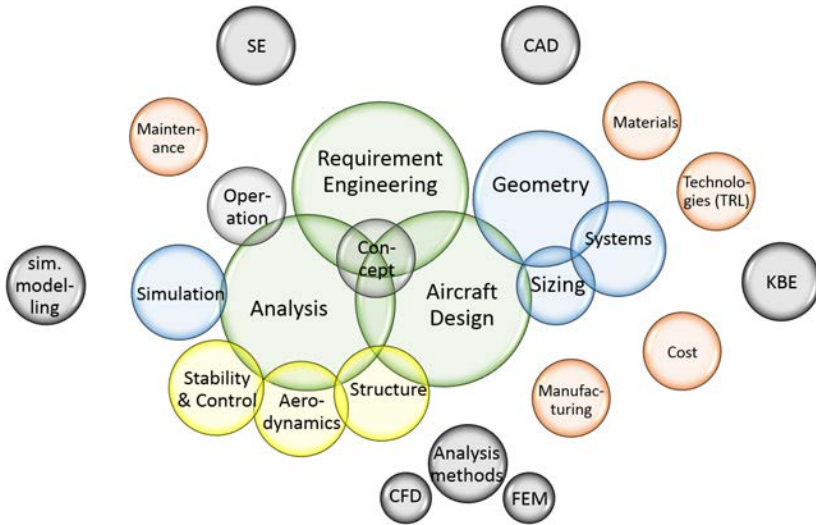 SE
CAD
Mainten-
ance
Requirement
Engineering
Materials
Geometry
Technolo-
gies (TRL)
Oper-
ation
Con-
cept
Systems
sim.
model-
ling
Simulation
Analysis
Aircraft
Design
Sizing
KBE
Stability
& Control
Aero-
dynamics
Structure
Cost
Manufac-
turing
Analysis
methods
CFD
FEM